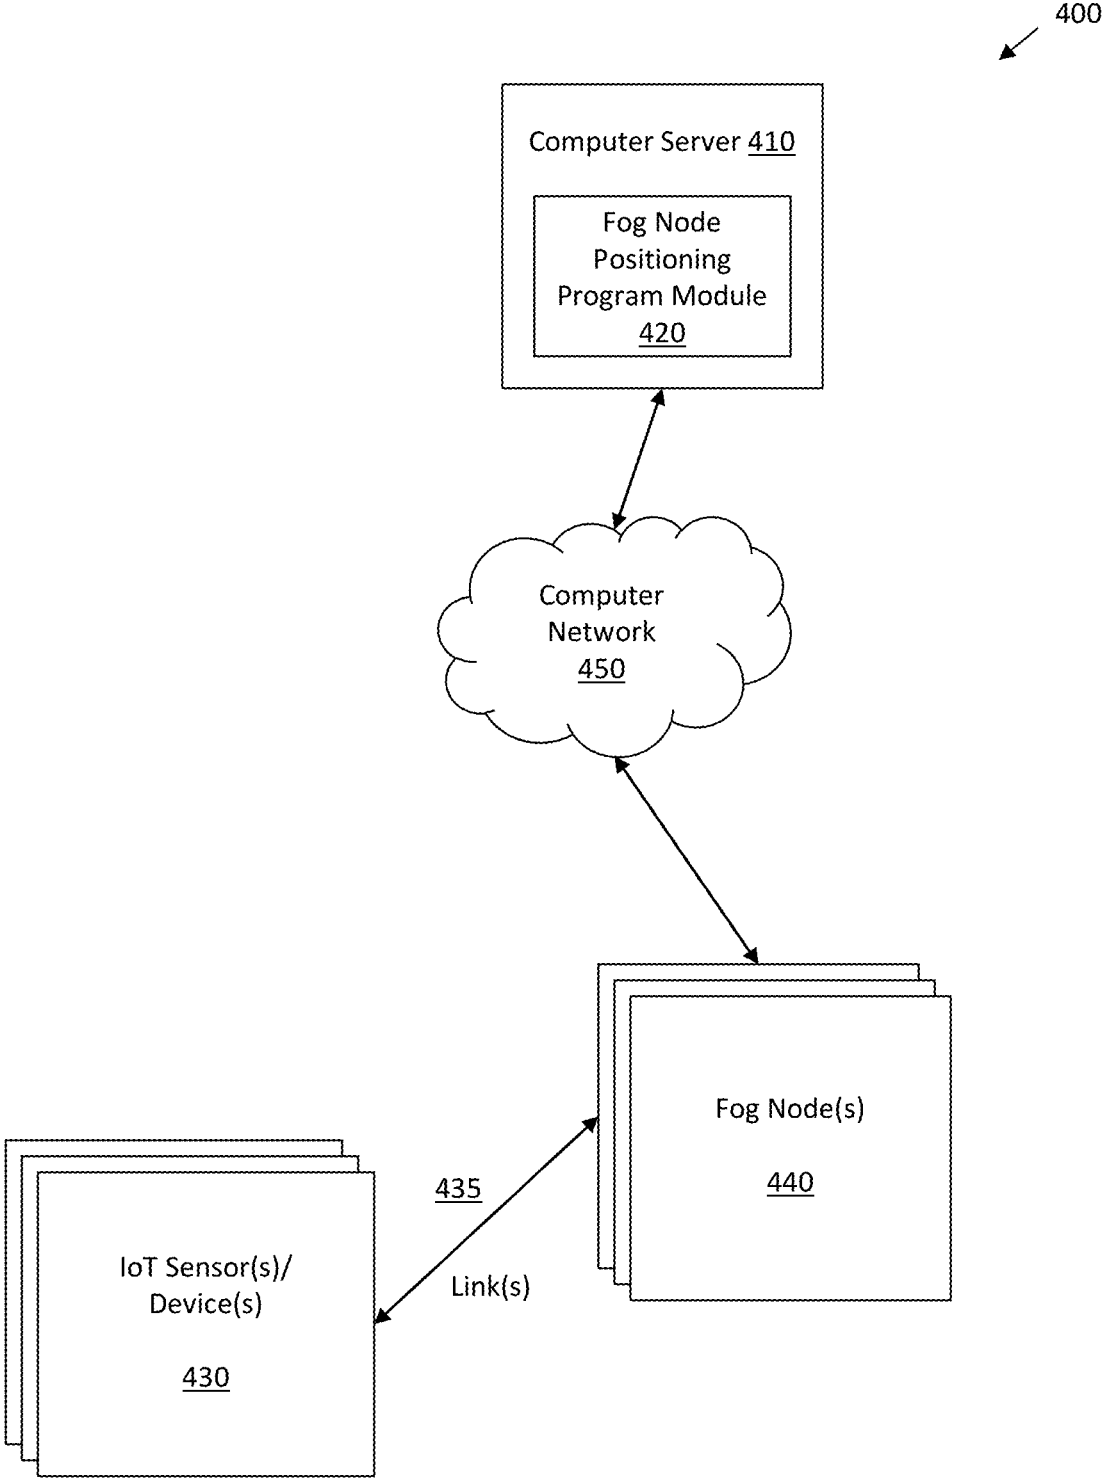 400
Computer Server 410
Fog Node
Positioning
Program Module
420
Computer
Network
450
Fog Node(s)
440
435
Link(s)
IoT Sensor(s)/
Device(s)
430